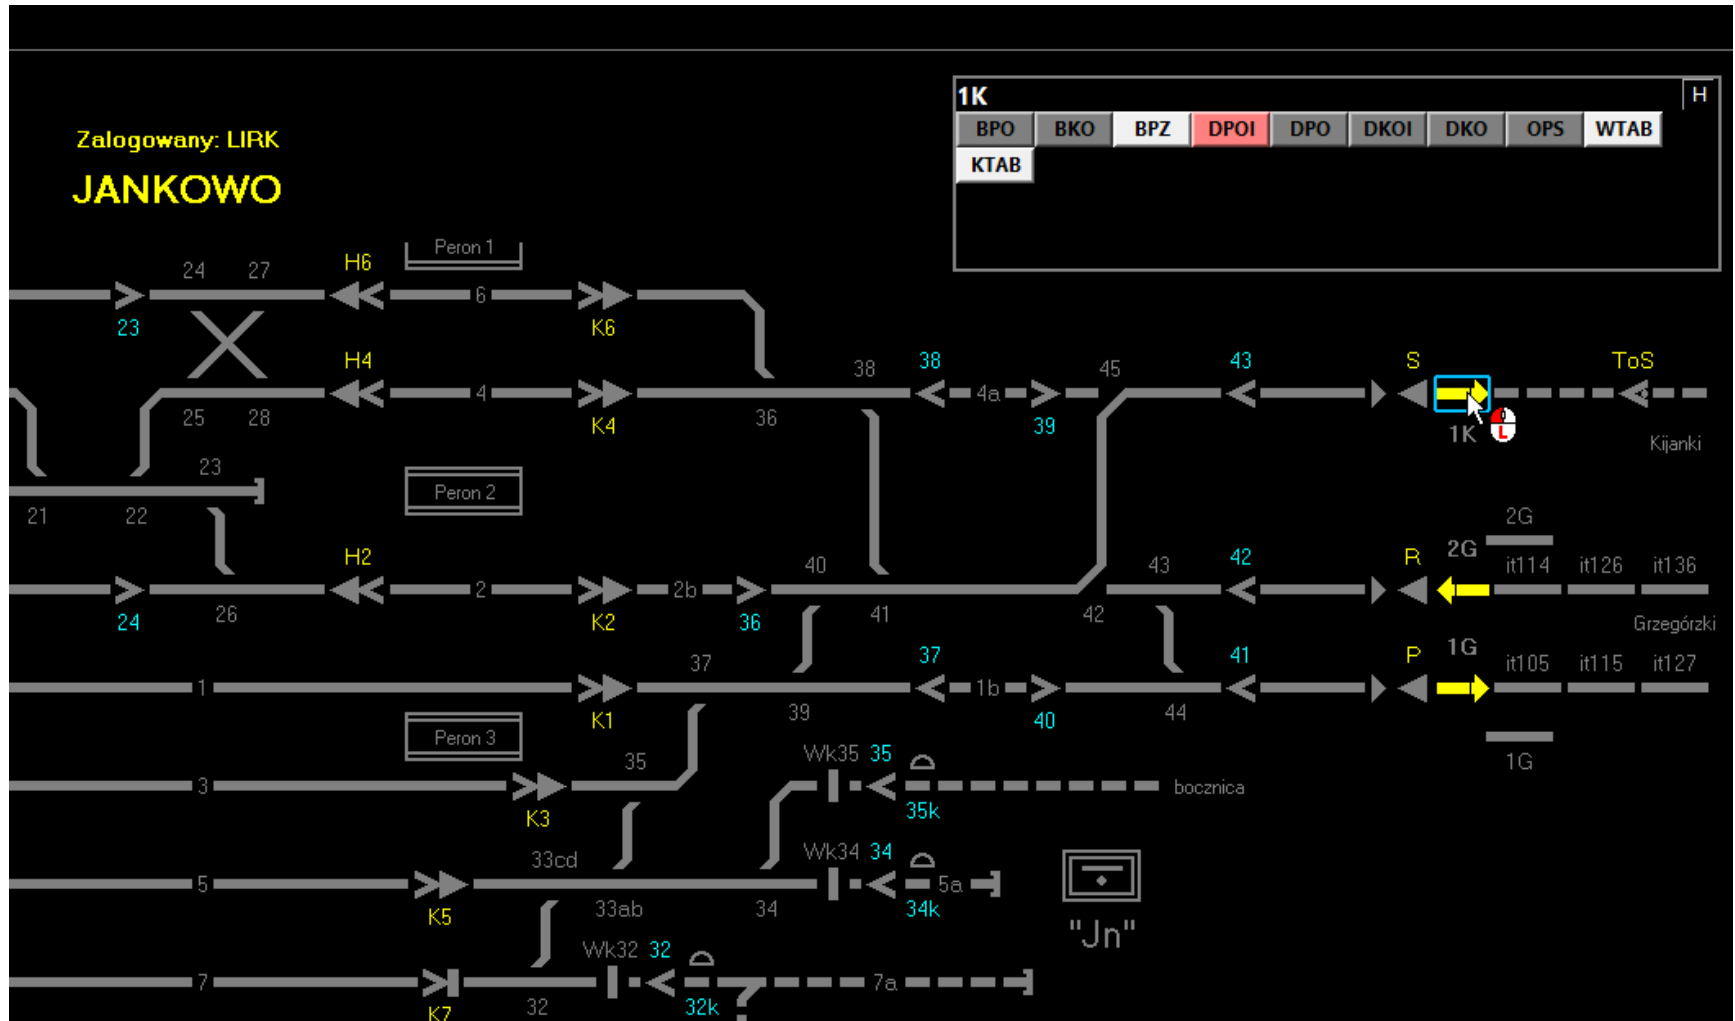 1K H
BPO BKO BPZ DPOI DPO DKOI DKO OPS WTAB
KTAB
Zalogowany: LIRK
JANKOWO
Peron 1
24 27 H6
6
23 K6
H4 38 38 45 43 S ToS
4 4a
25 28 K4 36 39 1K L
Kijanki
23
Peron 2
21 22
2G
H2 40 43 42 R 2G it114 it126 it136
2 2b
24 26 K2 36 41 42
Grzegórzki
37 37 41 P 1G it105 it115 it127
1 1b
K1 39 40 44
Peron 3
1G
35 Wk35 35
3 bocznica
K3 35k
33cd Wk34 34
5 5a
K5 33ab 34 34k
"Jn"
Wk32 32
7 7a
K7 32 32k